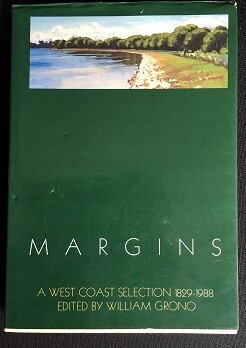 MARGINS
A WEST COAST SELECTION 1829-1988
EDITED BY WILLIAM GRONO